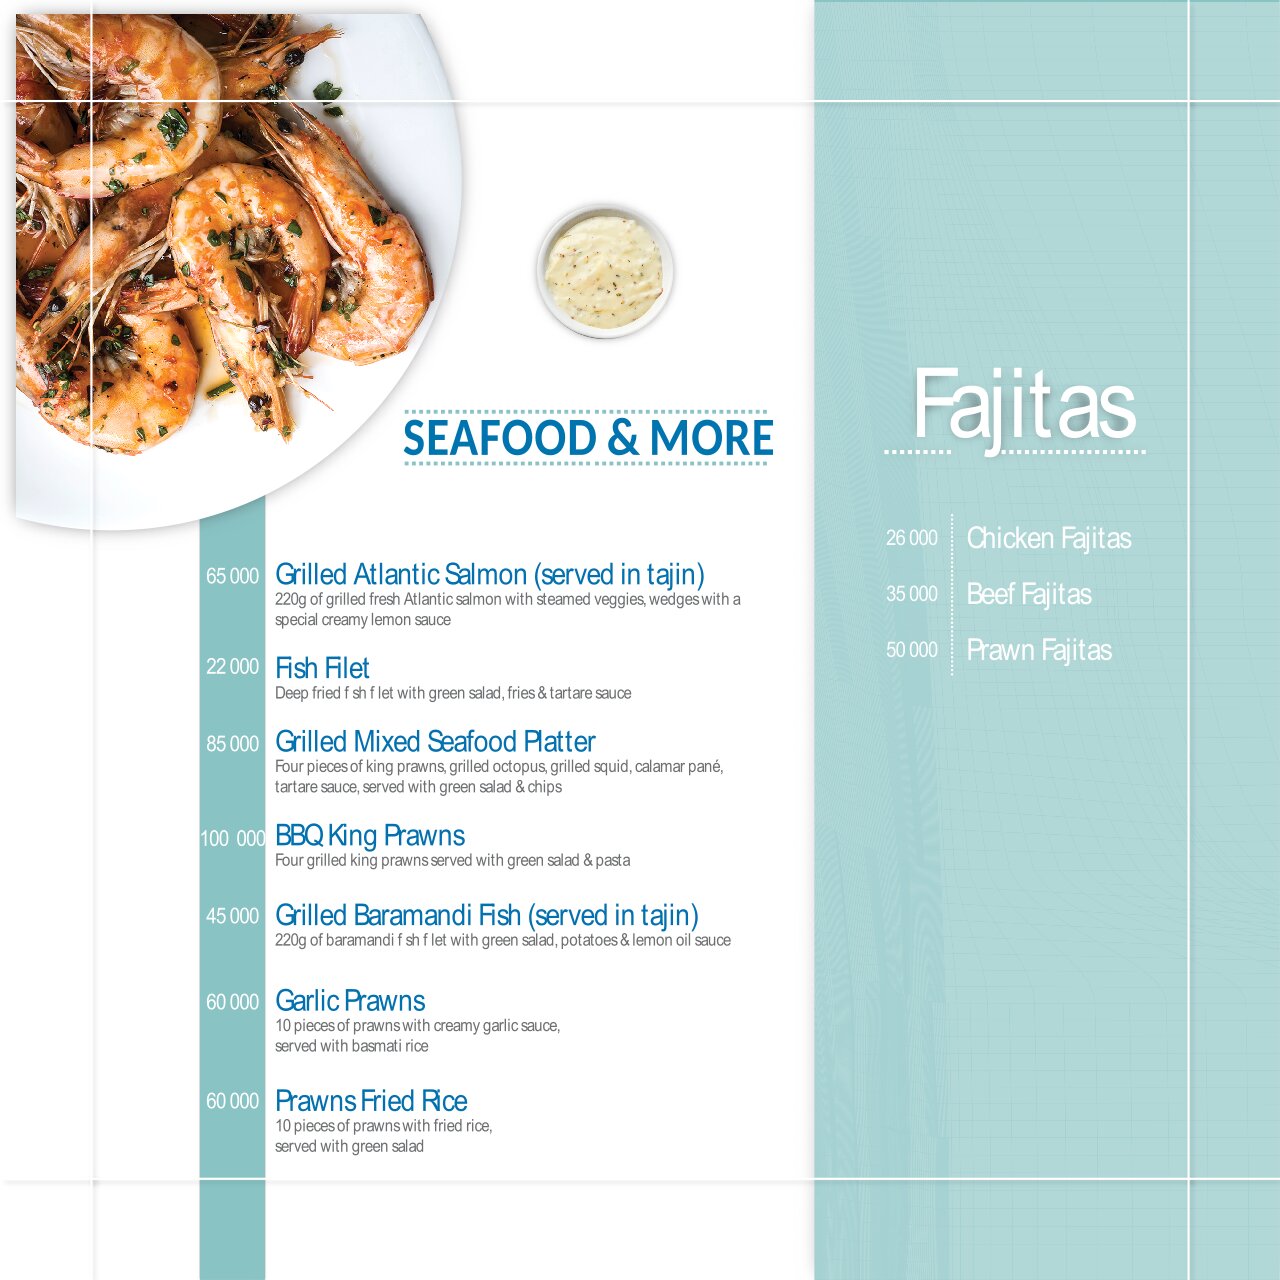 SEAFOOD & MORE
65 000 Grilled Atlantic Salmon (served in tajin)
220g of grilled fresh Atlantic salmon with steamed veggies, wedges with a
special creamy lemon sauce
22 000 Fish Filet
Deep fried f sh f let with green salad, fries & tartare sauce
85 000 Grilled Mixed Seafood Platter
Four pieces of king prawns, grilled octopus, grilled squid, calamar pané,
tartare sauce, served with green salad & chips
100 000 BBQ King Prawns
Four grilled king prawns served with green salad & pasta
45 000 Grilled Baramandi Fish (served in tajin)
220g of baramandi f sh f let with green salad, potatoes & lemon oil sauce
60 000 Garlic Prawns
10 pieces of prawns with creamy garlic sauce,
served with basmati rice
60 000 Prawns Fried Rice
10 pieces of prawns with fried rice,
served with green salad
Fajitas
26 000 Chicken Fajitas
35 000 Beef Fajitas
50 000 Prawn Fajitas